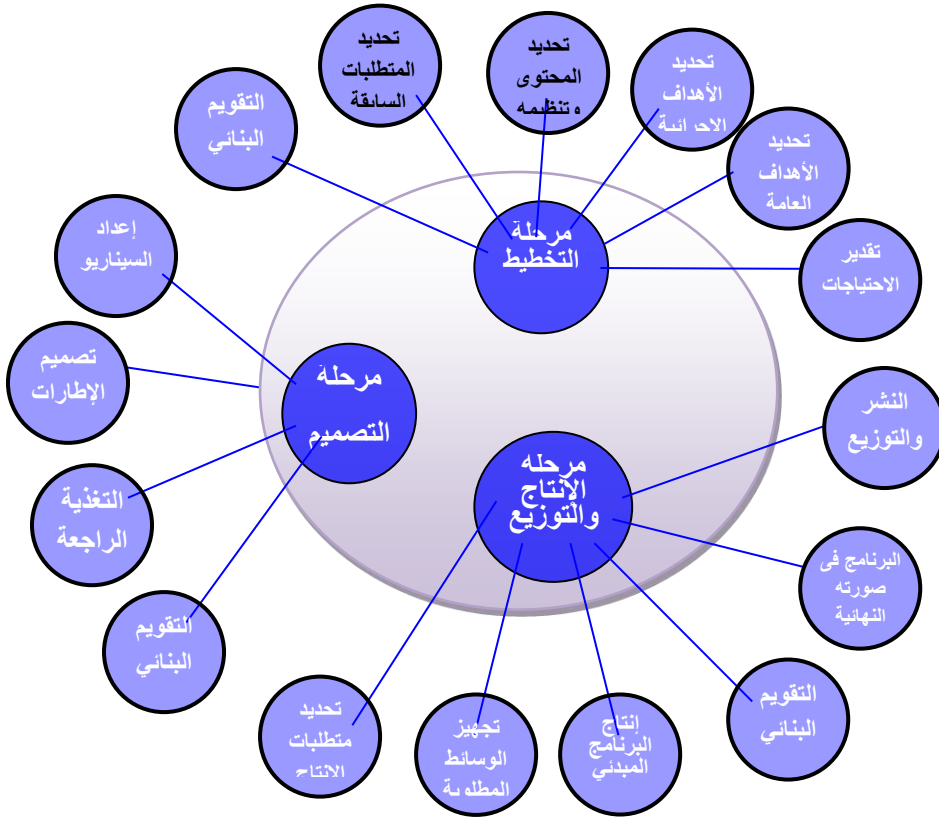 تحديد
المتطلبات
السابقة
تحديد
المحتوى
وتنظيمه
تحديد
الأهداف
الاجرائية
تحديد
الأهداف
العامة
تقدير
الاحتياجات
التقويم
البنائي
مرحلة
التخطيط
إعداد
السيناريو
تصميم
الإطارات
التغذية
الراجعة
التقويم
البنائي
مرحلة
التصميم
النشر
والتوزيع
البرنامج فى
صورته
النهائية
التقويم
البنائي
إنتاج
البرنامج
المبدئي
تجهيز
الوسائط
المطلوبة
تحديد
متطلبات
الانتاج
مرحلة
الإنتاج
والتوزيع